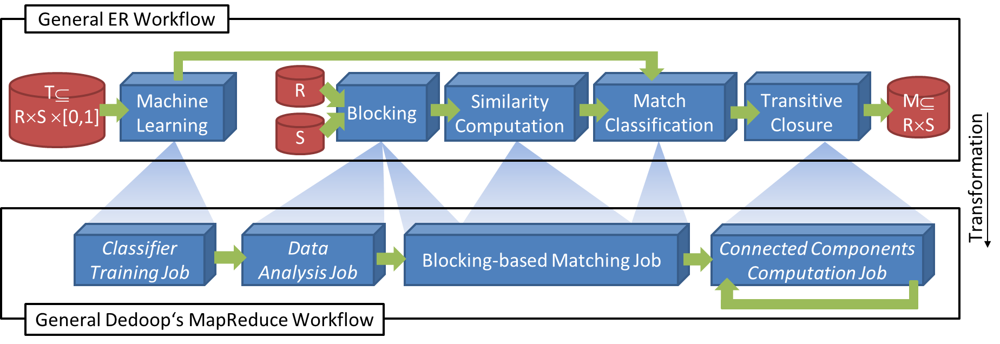 General ER Workflow
T⊆
R×S ×[0,1]
Machine
Learning
R
S
Blocking
Similarity
Computation
Match
Classification
Transitive
Closure
M⊆
R×S
Transformation
Classifier
Training Job
Data
Analysis Job
Blocking-based Matching Job
Connected Components
Computation Job
General Dedoop‘s MapReduce Workflow